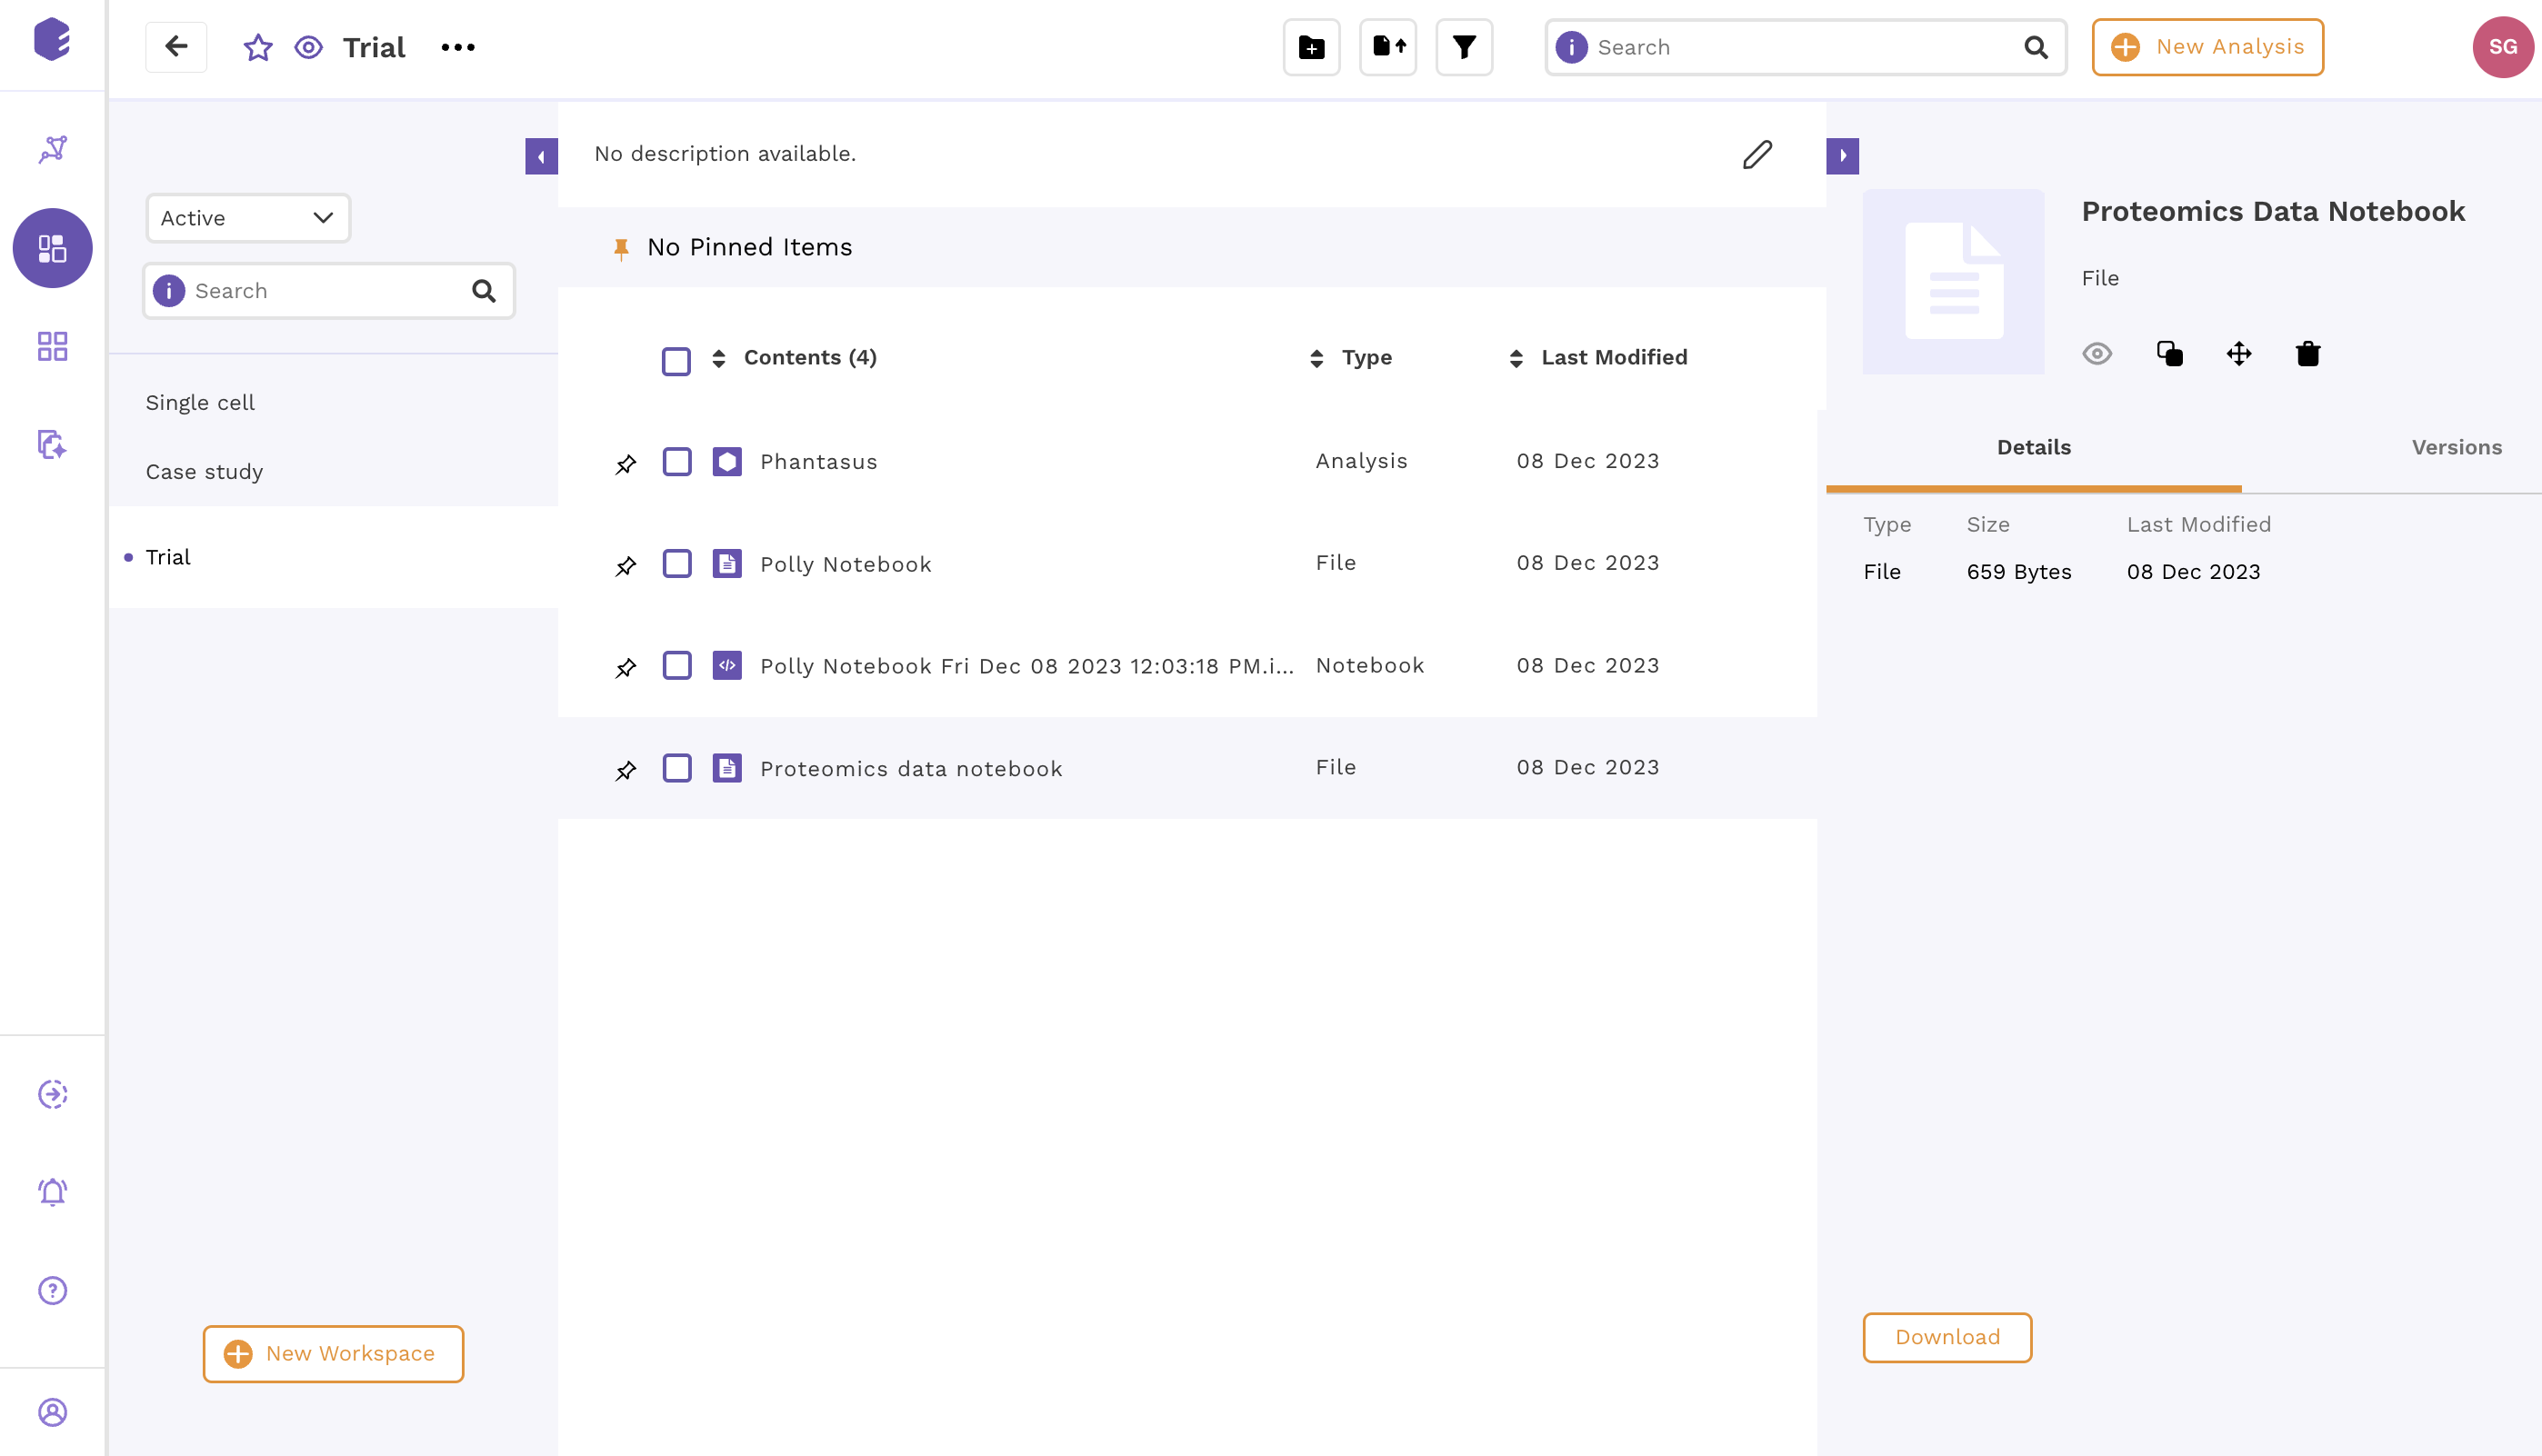 Trial
Search
New Analysis
SG
Active
Search
Single cell
Case study
Trial
New Workspace
No description available.
No Pinned Items
Contents (4) Type Last Modified
Phantasus Analysis 08 Dec 2023
Polly Notebook File 08 Dec 2023
Polly Notebook Fri Dec 08 2023 12:03:18 PM.i... Notebook 08 Dec 2023
Proteomics data notebook File 08 Dec 2023
Proteomics Data Notebook
File
Details Versions
Type Size Last Modified
File 659 Bytes 08 Dec 2023
Download